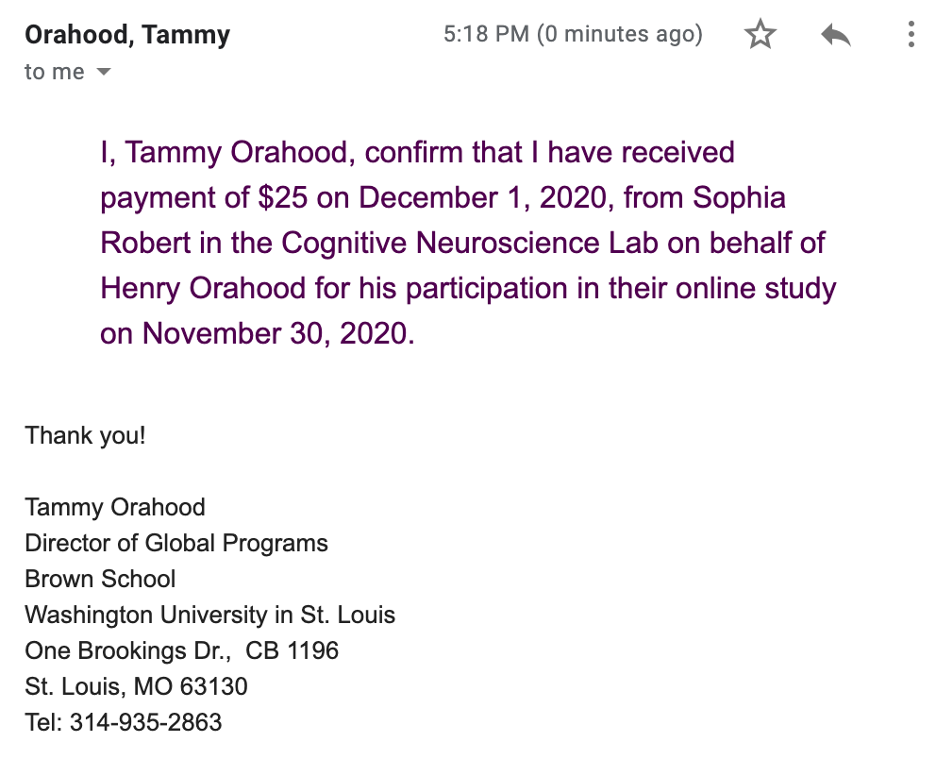 Orahood, Tammy
5:18 PM (0 minutes ago)
to me
I, Tammy Orahood, confirm that I have received
payment of $25 on December 1, 2020, from Sophia
Robert in the Cognitive Neuroscience Lab on behalf of
Henry Orahood for his participation in their online study
on November 30, 2020.
Thank you!
Tammy Orahood
Director of Global Programs
Brown School
Washington University in St. Louis
One Brookings Dr.,  CB 1196
St. Louis, MO 63130
Tel: 314-935-2863